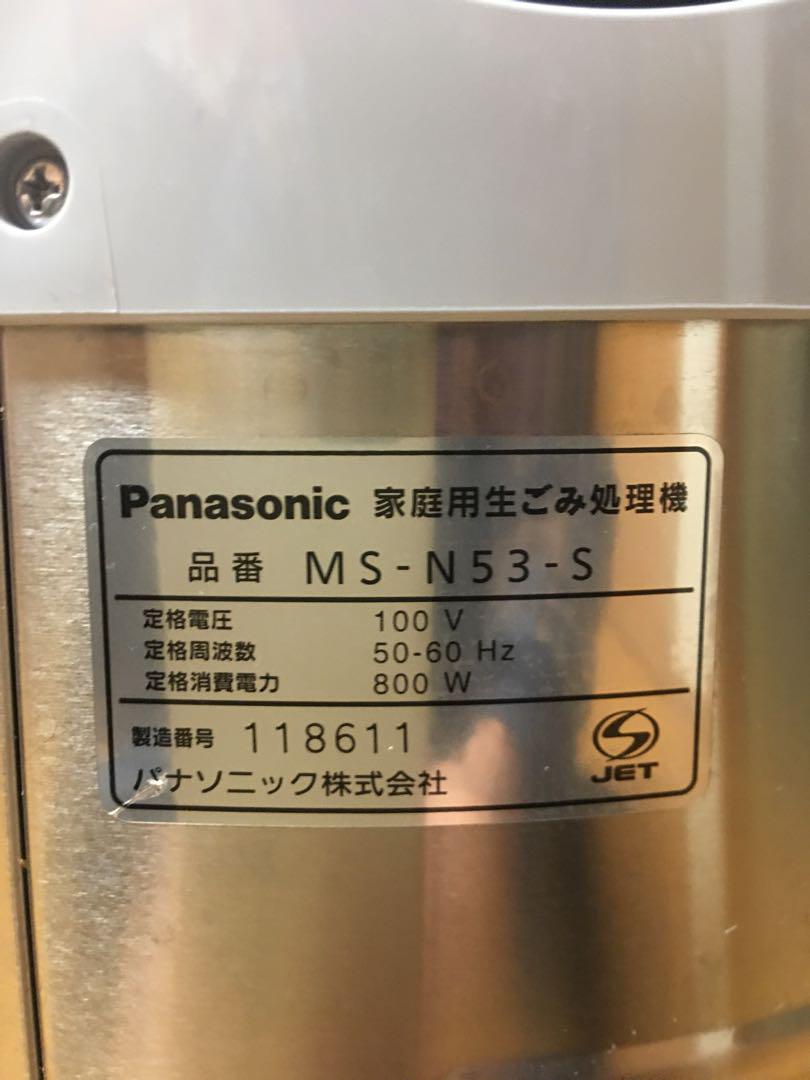 Panasonic 家庭用生ごみ処理機
品番 MS-N53-S
定格電圧 100 V
定格周波数 50-60 Hz
定格消費電力 800 W
製造番号 118611
パナソニック株式会社
JET